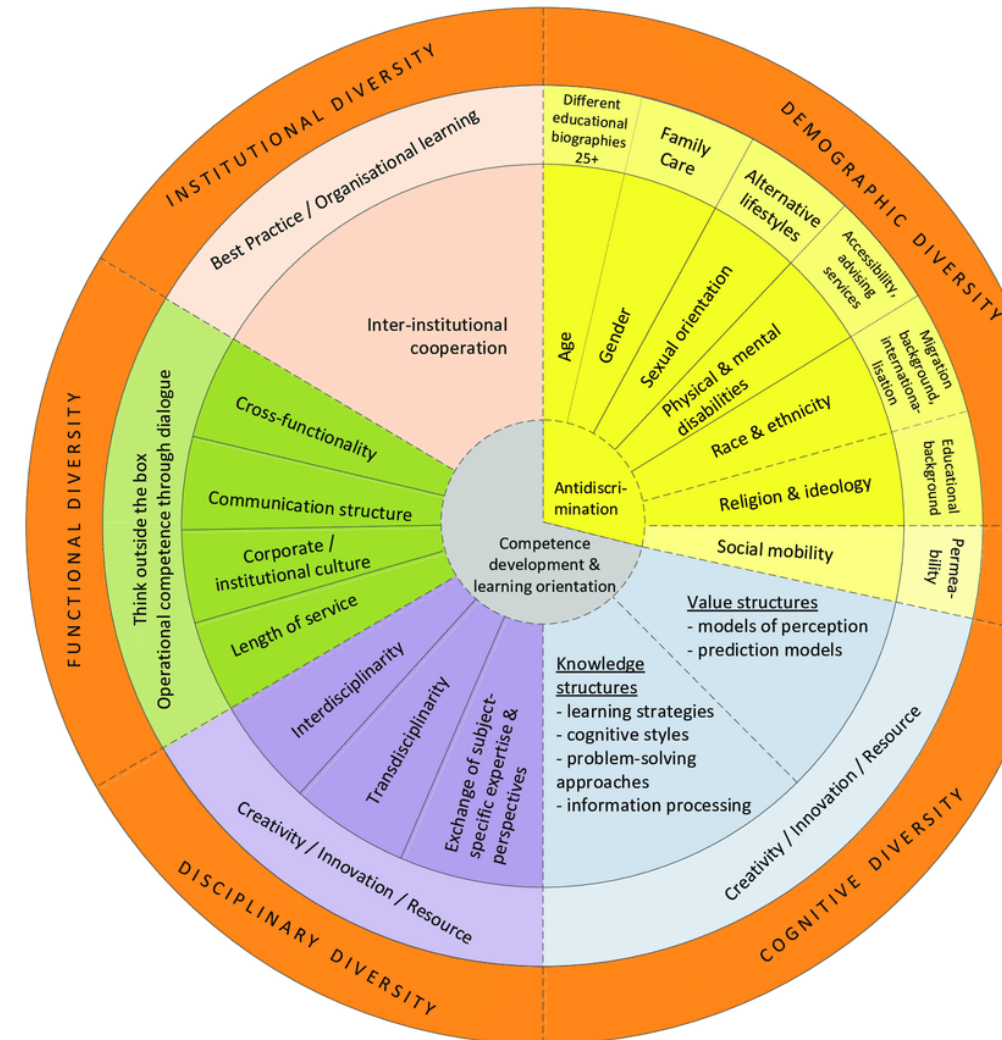 INSTITUTIONAL DIVERSITY
DEMOGRAPHIC DIVERSITY
FUNCTIONAL DIVERSITY
DISCIPLINARY DIVERSITY
COGNITIVE DIVERSITY
Best Practice / Organisational learning
Inter-institutional
cooperation
Different
educational
biographies
25+
Family
Care
Alternative
lifestyles
Accessibility,
advising
services
Migration
background,
internationa-
lisation
Educational
background
Permea-
bility
Age
Gender
Sexual orientation
Physical & mental
disabilities
Race & ethnicity
Religion & ideology
Social mobility
Antidiscri-
mination
Competence
development &
learning orientation
Think outside the box
Operational competence through dialogue
Cross-functionality
Communication structure
Corporate /
institutional culture
Length of service
Interdisciplinarity
Transdisciplinarity
Exchange of subject-
specific expertise &
perspectives
Creativity / Innovation / Resource
Value structures
- models of perception
- prediction models
Knowledge
structures
- learning strategies
- cognitive styles
- problem-solving
approaches
- information processing
Creativity / Innovation / Resource